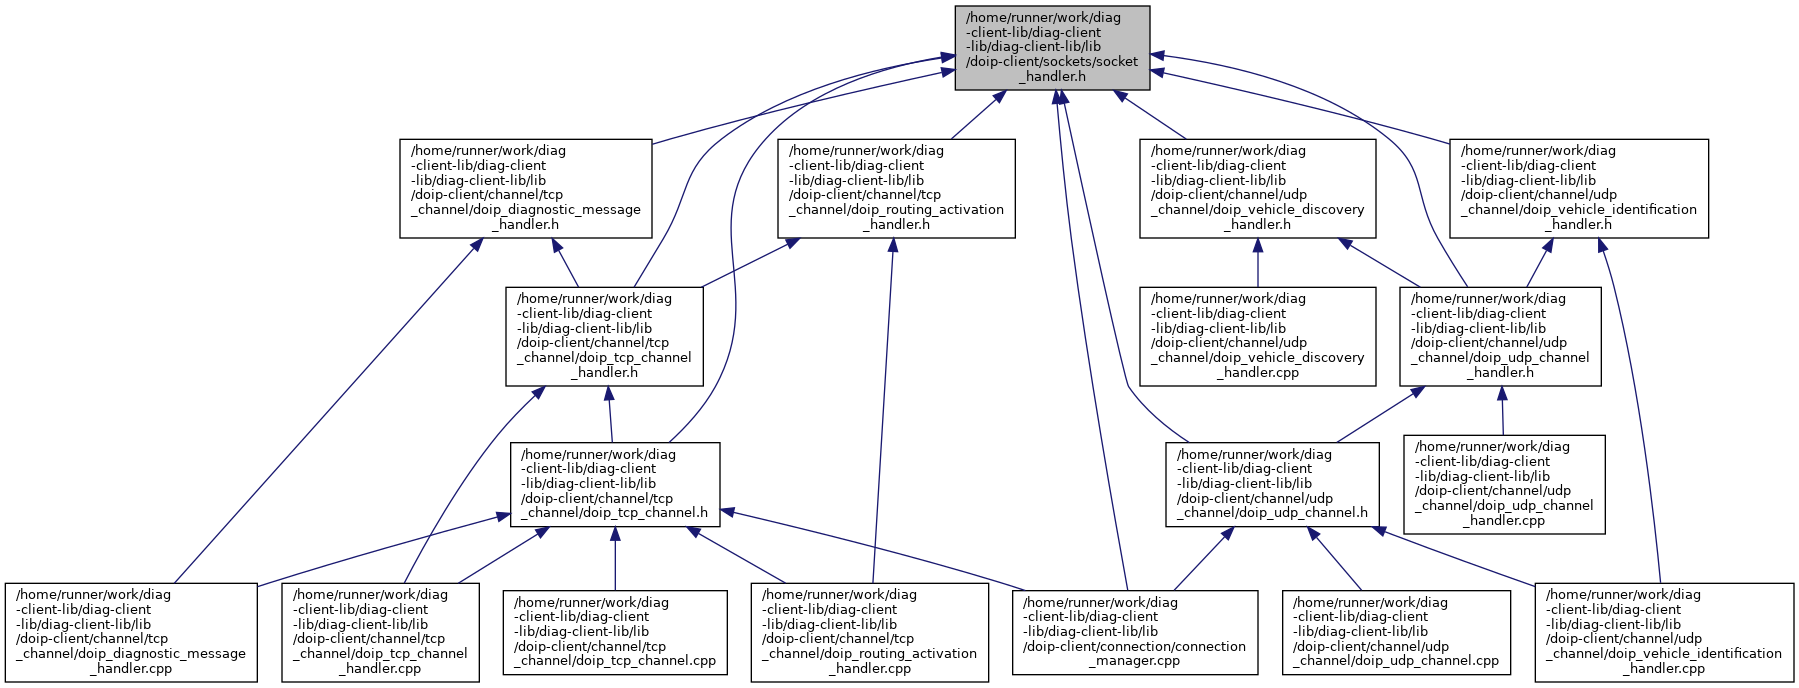 /home/runner/work/diag
-client-lib/diag-client
-lib/diag-client-lib/lib
/doip-client/sockets/socket
_handler.h
/home/runner/work/diag
-client-lib/diag-client
-lib/diag-client-lib/lib
/doip-client/channel/tcp
_channel/doip_diagnostic_message
_handler.h
/home/runner/work/diag
-client-lib/diag-client
-lib/diag-client-lib/lib
/doip-client/channel/tcp
_channel/doip_routing_activation
_handler.h
/home/runner/work/diag
-client-lib/diag-client
-lib/diag-client-lib/lib
/doip-client/channel/udp
_channel/doip_vehicle_discovery
_handler.h
/home/runner/work/diag
-client-lib/diag-client
-lib/diag-client-lib/lib
/doip-client/channel/udp
_channel/doip_vehicle_identification
_handler.h
/home/runner/work/diag
-client-lib/diag-client
-lib/diag-client-lib/lib
/doip-client/channel/tcp
_channel/doip_tcp_channel
_handler.h
/home/runner/work/diag
-client-lib/diag-client
-lib/diag-client-lib/lib
/doip-client/channel/udp
_channel/doip_vehicle_discovery
_handler.cpp
/home/runner/work/diag
-client-lib/diag-client
-lib/diag-client-lib/lib
/doip-client/channel/udp
_channel/doip_udp_channel
_handler.h
/home/runner/work/diag
-client-lib/diag-client
-lib/diag-client-lib/lib
/doip-client/channel/tcp
_channel/doip_tcp_channel.h
/home/runner/work/diag
-client-lib/diag-client
-lib/diag-client-lib/lib
/doip-client/channel/udp
_channel/doip_udp_channel.h
/home/runner/work/diag
-client-lib/diag-client
-lib/diag-client-lib/lib
/doip-client/channel/udp
_channel/doip_udp_channel
_handler.cpp
/home/runner/work/diag
-client-lib/diag-client
-lib/diag-client-lib/lib
/doip-client/channel/tcp
_channel/doip_diagnostic_message
_handler.cpp
/home/runner/work/diag
-client-lib/diag-client
-lib/diag-client-lib/lib
/doip-client/channel/tcp
_channel/doip_tcp_channel
_handler.cpp
/home/runner/work/diag
-client-lib/diag-client
-lib/diag-client-lib/lib
/doip-client/channel/tcp
_channel/doip_tcp_channel.cpp
/home/runner/work/diag
-client-lib/diag-client
-lib/diag-client-lib/lib
/doip-client/channel/tcp
_channel/doip_routing_activation
_handler.cpp
/home/runner/work/diag
-client-lib/diag-client
-lib/diag-client-lib/lib
/doip-client/connection/connection
_manager.cpp
/home/runner/work/diag
-client-lib/diag-client
-lib/diag-client-lib/lib
/doip-client/channel/udp
_channel/doip_udp_channel.cpp
/home/runner/work/diag
-client-lib/diag-client
-lib/diag-client-lib/lib
/doip-client/channel/udp
_channel/doip_vehicle_identification
_handler.cpp